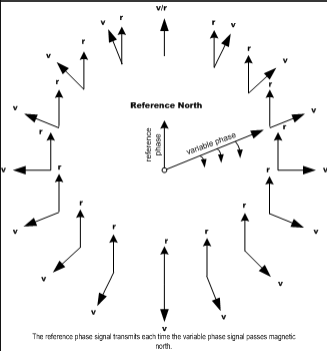 v/r
v r r v
r r
v v
r r
v v
Reference North
r r
reference
phase
variable phase
v v
r r
v v
r r
v v
r r
v r v
v
The reference phase signal transmits each time the variable phase signal passes magnetic
north.